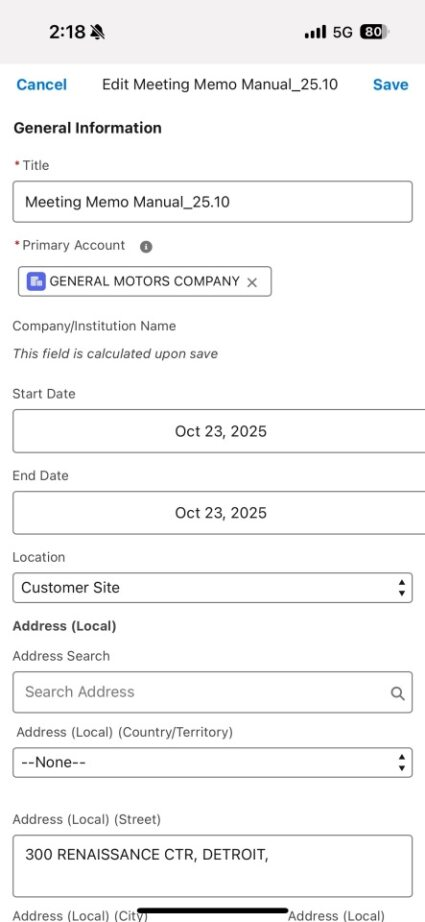 2:18 5G 80
Cancel Edit Meeting Memo Manual_25.10 Save
General Information
* Title
Meeting Memo Manual_25.10
* Primary Account i
GENERAL MOTORS COMPANY ×
Company/Institution Name
This field is calculated upon save
Start Date
Oct 23, 2025
End Date
Oct 23, 2025
Location
Customer Site
Address (Local)
Address Search
Search Address
Address (Local) (Country/Territory)
--None--
Address (Local) (Street)
300 RENAISSANCE CTR, DETROIT,
Address (Local) (City) Address (Local)